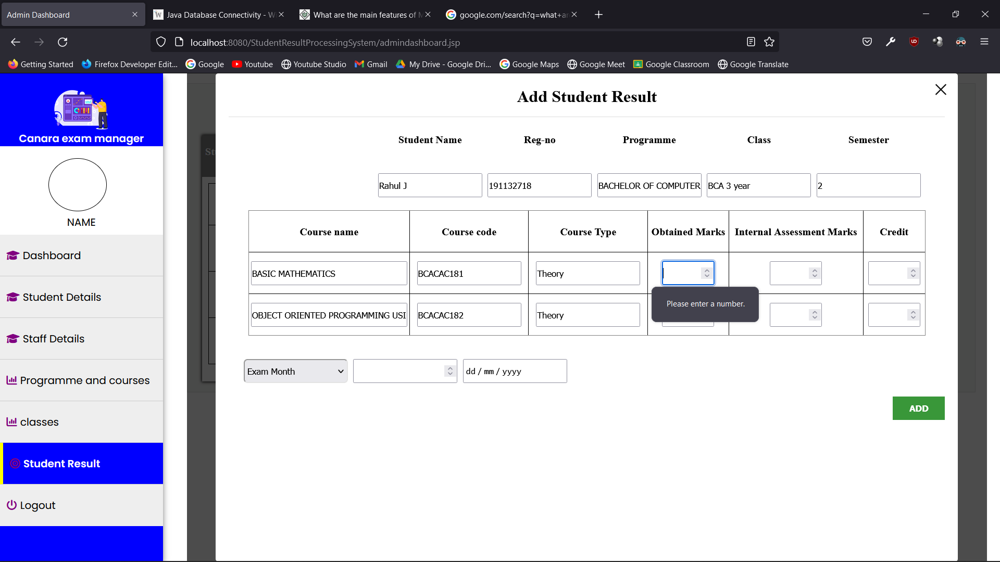 Admin Dashboard
Java Database Connectivity - W
What are the main features of M
google.com/search?q=what+ar
localhost:8080/StudentResultProcessingSystem/admindashboard.jsp
Getting Started
Firefox Developer Edit...
Google
Youtube
Youtube Studio
Gmail
My Drive - Google Dri...
Google Maps
Google Meet
Google Classroom
Google Translate
Canara exam manager
NAME
Dashboard
Student Details
Staff Details
Programme and courses
classes
Student Result
Logout
St
Add Student Result
Student Name Reg-no Programme Class Semester
Rahul J 191132718 BACHELOR OF COMPUTER BCA 3 year 2
Course name Course code Course Type Obtained Marks Internal Assessment Marks Credit
BASIC MATHEMATICS BCACAC181 Theory
Please enter a number.
OBJECT ORIENTED PROGRAMMING USI BCACAC182 Theory
Exam Month dd / mm / yyyy
ADD